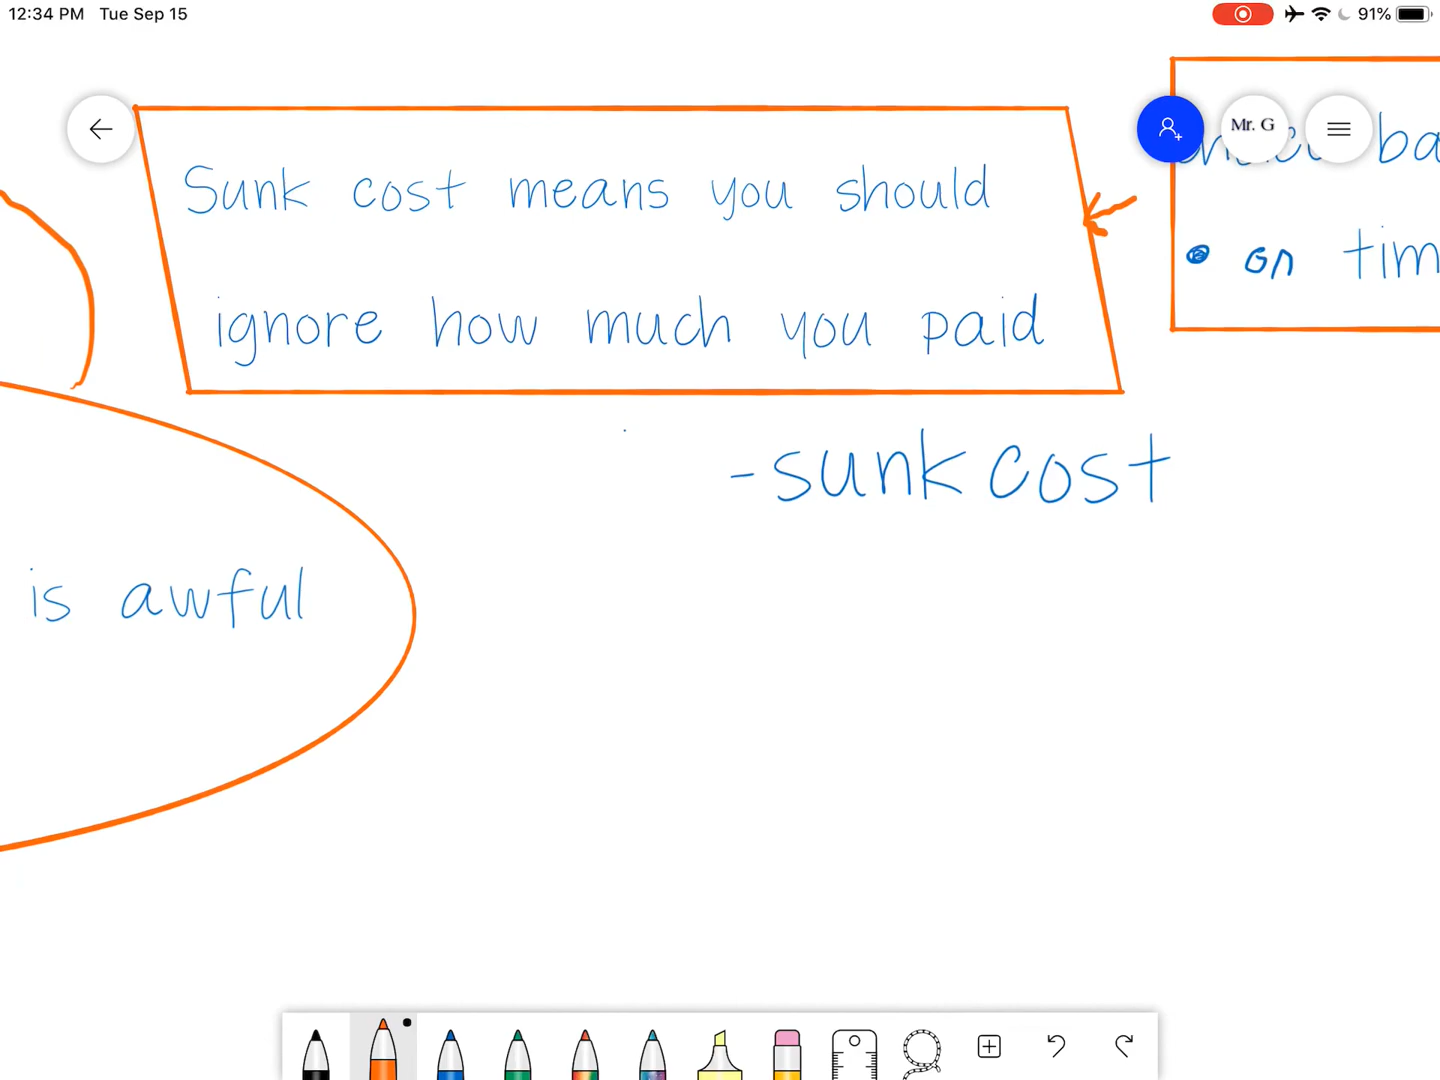 12:34 PM Tue Sep 15
91%
Mr. G
Sunk cost means you should
ignore how much you paid
ba
• on tim
-sunk cost
is awful